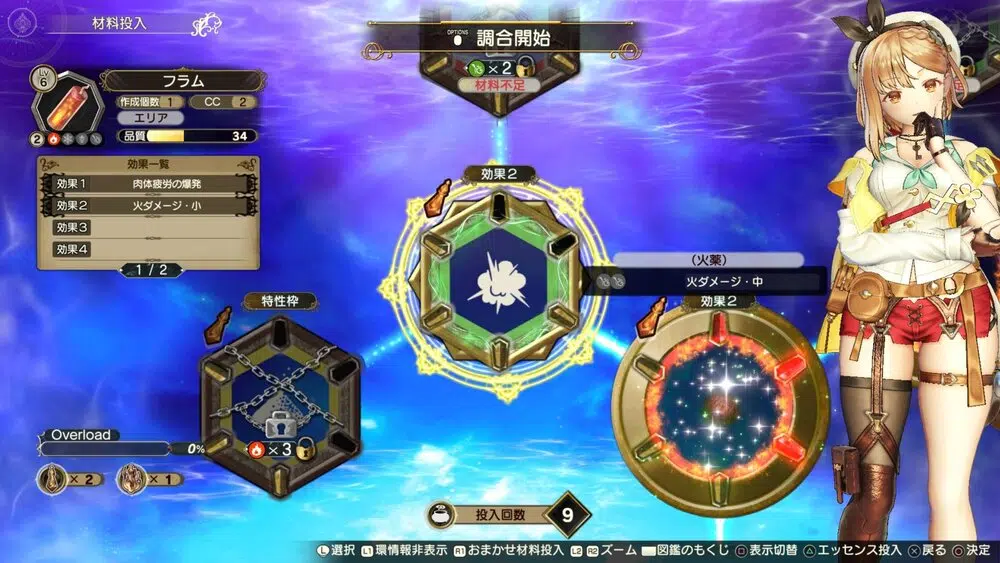 材料投入
OPTIONS 調合開始
×2
材料不足
LV 6
フラム
作成個数 1 CC 2
エリア
2
品質 34
効果一覧
効果1 肉体疲労の爆発
効果2 火ダメージ・小
効果3
効果4
1/2
効果2
(火薬)
火ダメージ・中
効果2
特性枠
×3
Overload
0%
×2 ×1
投入回数 9
L 選択 L1 環情報非表示 R1 おまかせ材料投入 L2 R2 ズーム 図鑑のもくじ 表示切替 エッセンス投入 戻る 決定